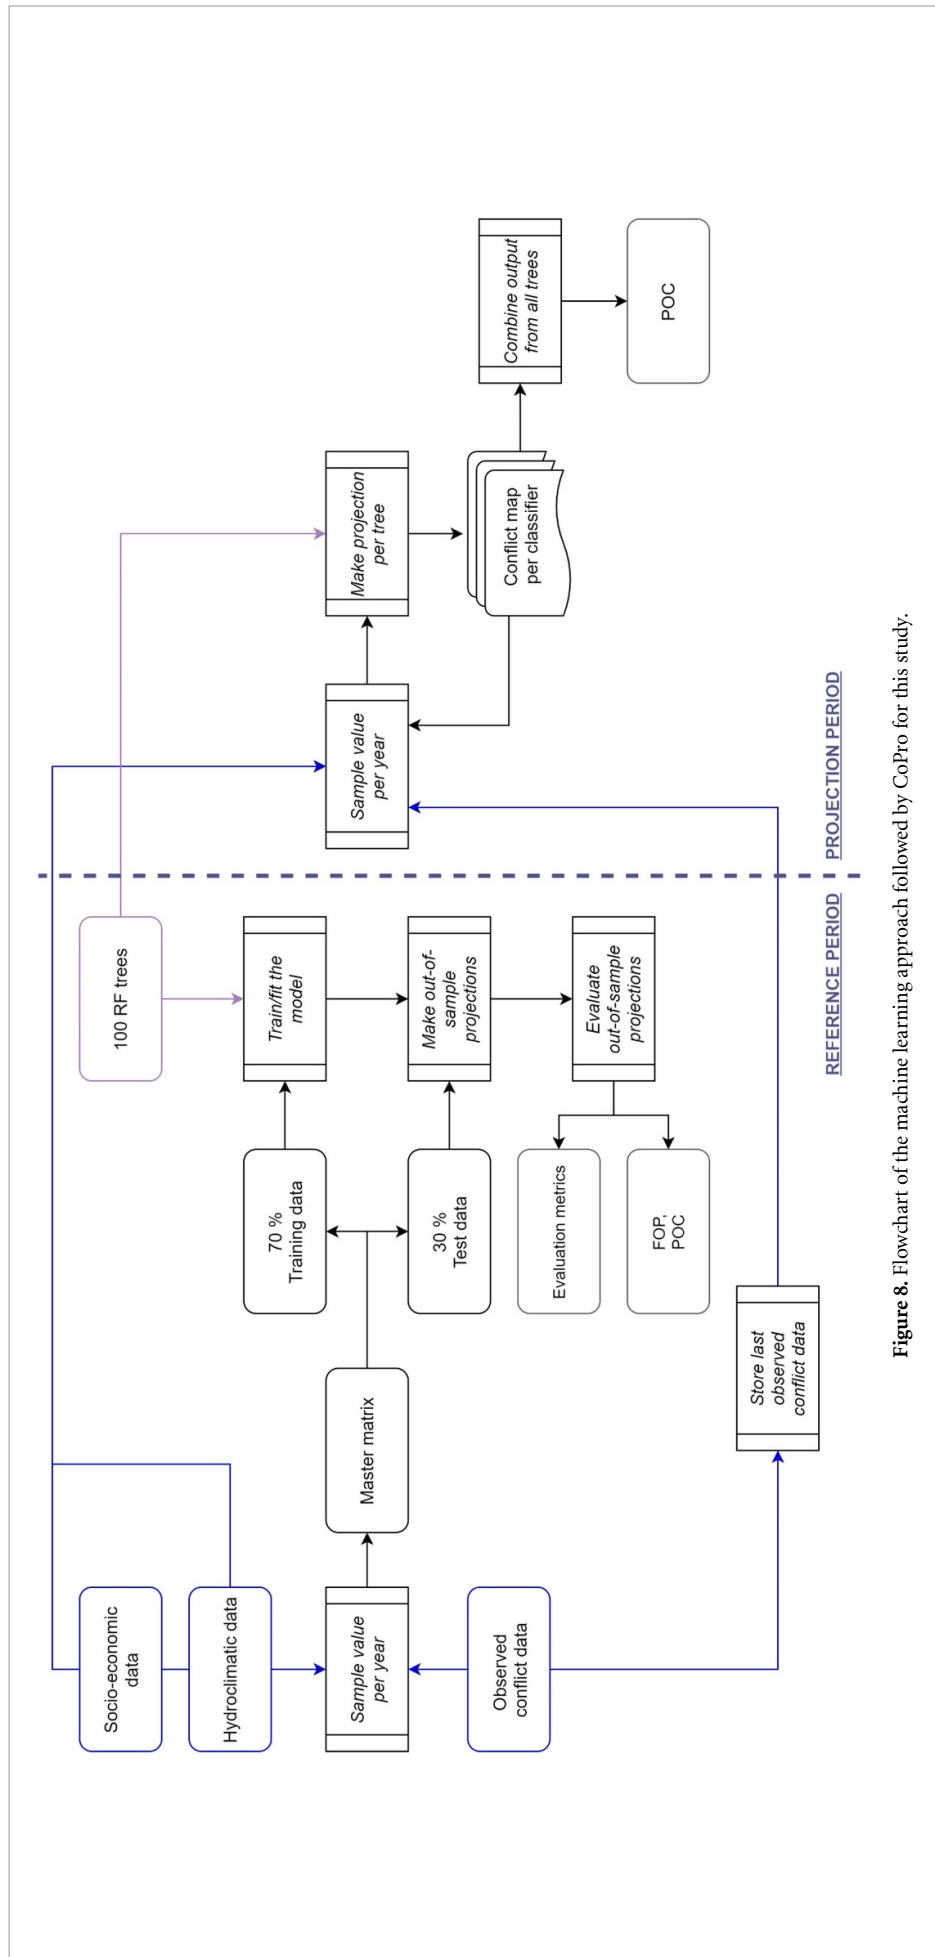 Socio-economic
data
Hydroclimatic data
Sample value
per year
Observed
conflict data
Master matrix
Store last
observed
conflict data
70 %
Training data
30 %
Test data
Evaluation metrics
FOP,
POC
100 RF trees
Train/fit the
model
Make out-of-
sample
projections
Evaluate
out-of-sample
projections
REFERENCE PERIOD
PROJECTION PERIOD
Sample value
per year
Make projection
per tree
Conflict map
per classifier
Combine output
from all trees
POC
Figure 8. Flowchart of the machine learning approach followed by CoPro for this study.